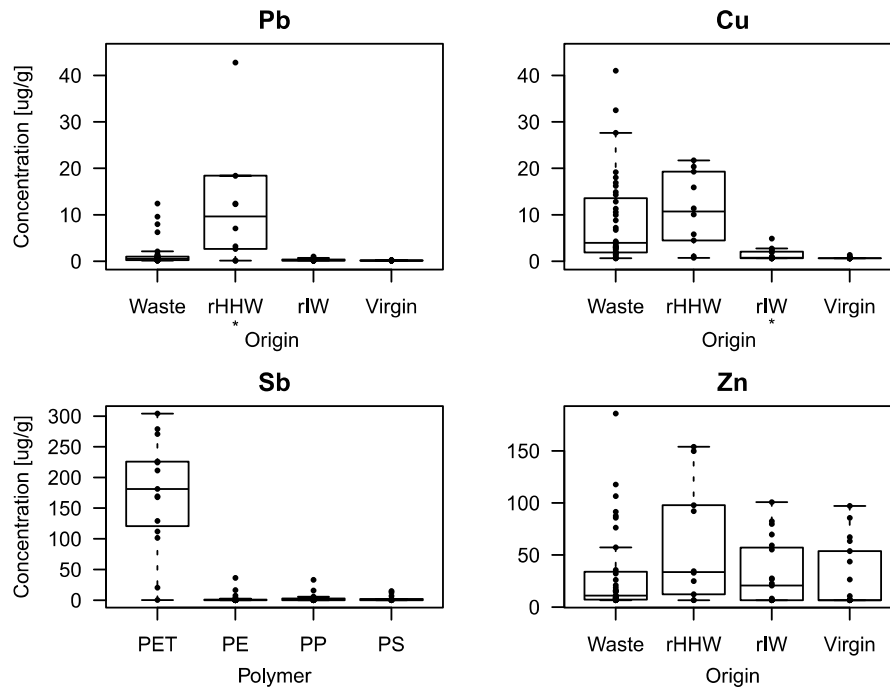 Pb
Concentration [ug/g]
40
30
20
10
0
Waste rHHW rIW Virgin
*
Origin
Cu
40
30
20
10
0
Waste rHHW rIW Virgin
*
Origin
Sb
Concentration [ug/g]
300
250
200
150
100
50
0
PET PE PP PS
Polymer
Zn
150
100
50
0
Waste rHHW rIW Virgin
Origin